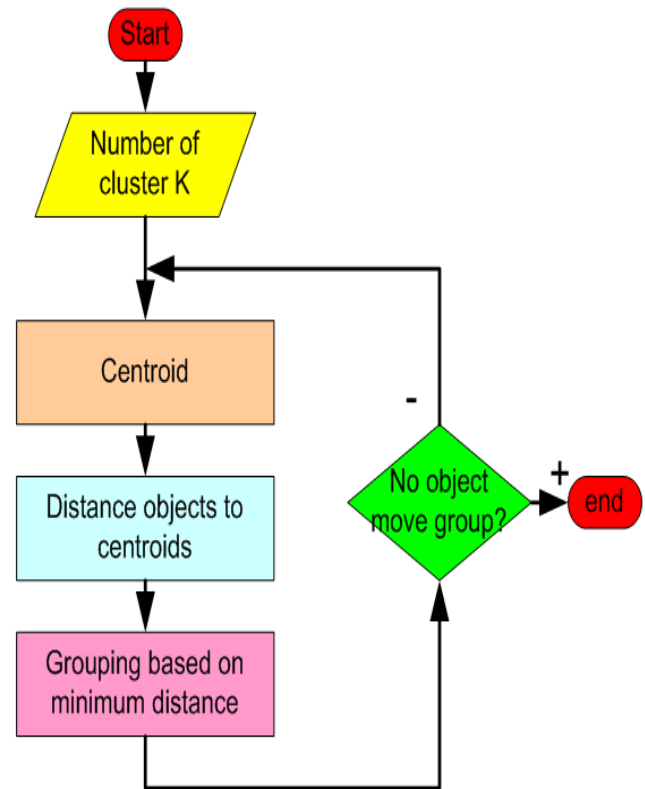 Start
Number of
cluster K
Centroid
Distance objects to
centroids
Grouping based on
minimum distance
-
No object
move group?
+
end